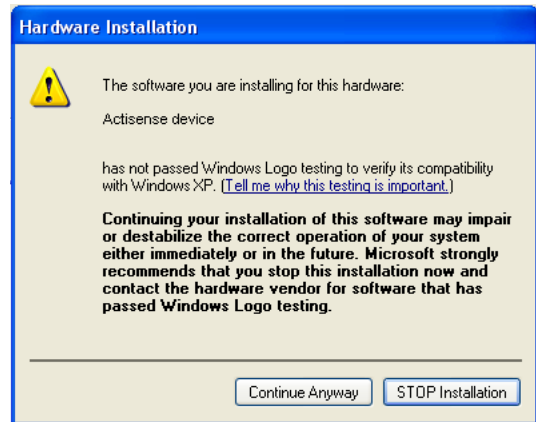 Hardware Installation
The software you are installing for this hardware:
Actisense device
has not passed Windows Logo testing to verify its compatibility
with Windows XP. (Tell me why this testing is important.)
Continuing your installation of this software may impair
or destabilize the correct operation of your system
either immediately or in the future. Microsoft strongly
recommends that you stop this installation now and
contact the hardware vendor for software that has
passed Windows Logo testing.
Continue Anyway STOP Installation